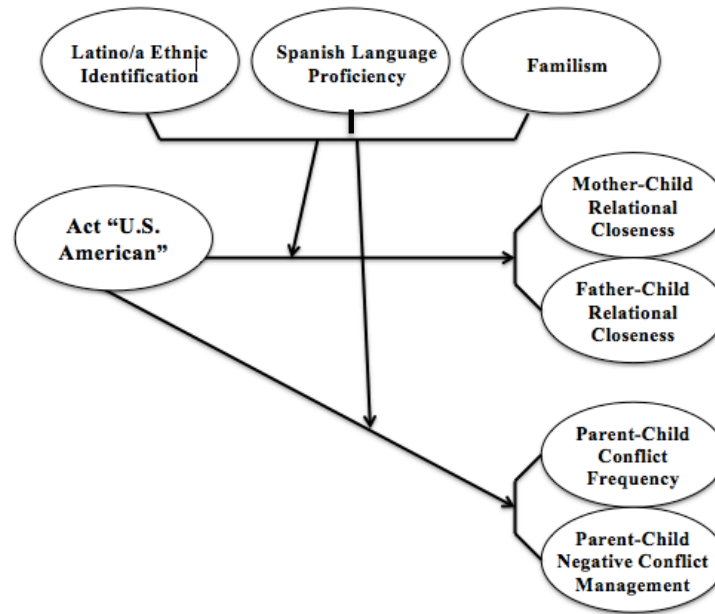 Latino/a Ethnic
Identification
Spanish Language
Proficiency
Familism
Act “U.S.
American”
Mother-Child
Relational
Closeness
Father-Child
Relational
Closeness
Parent-Child
Conflict
Frequency
Parent-Child
Negative Conflict
Management